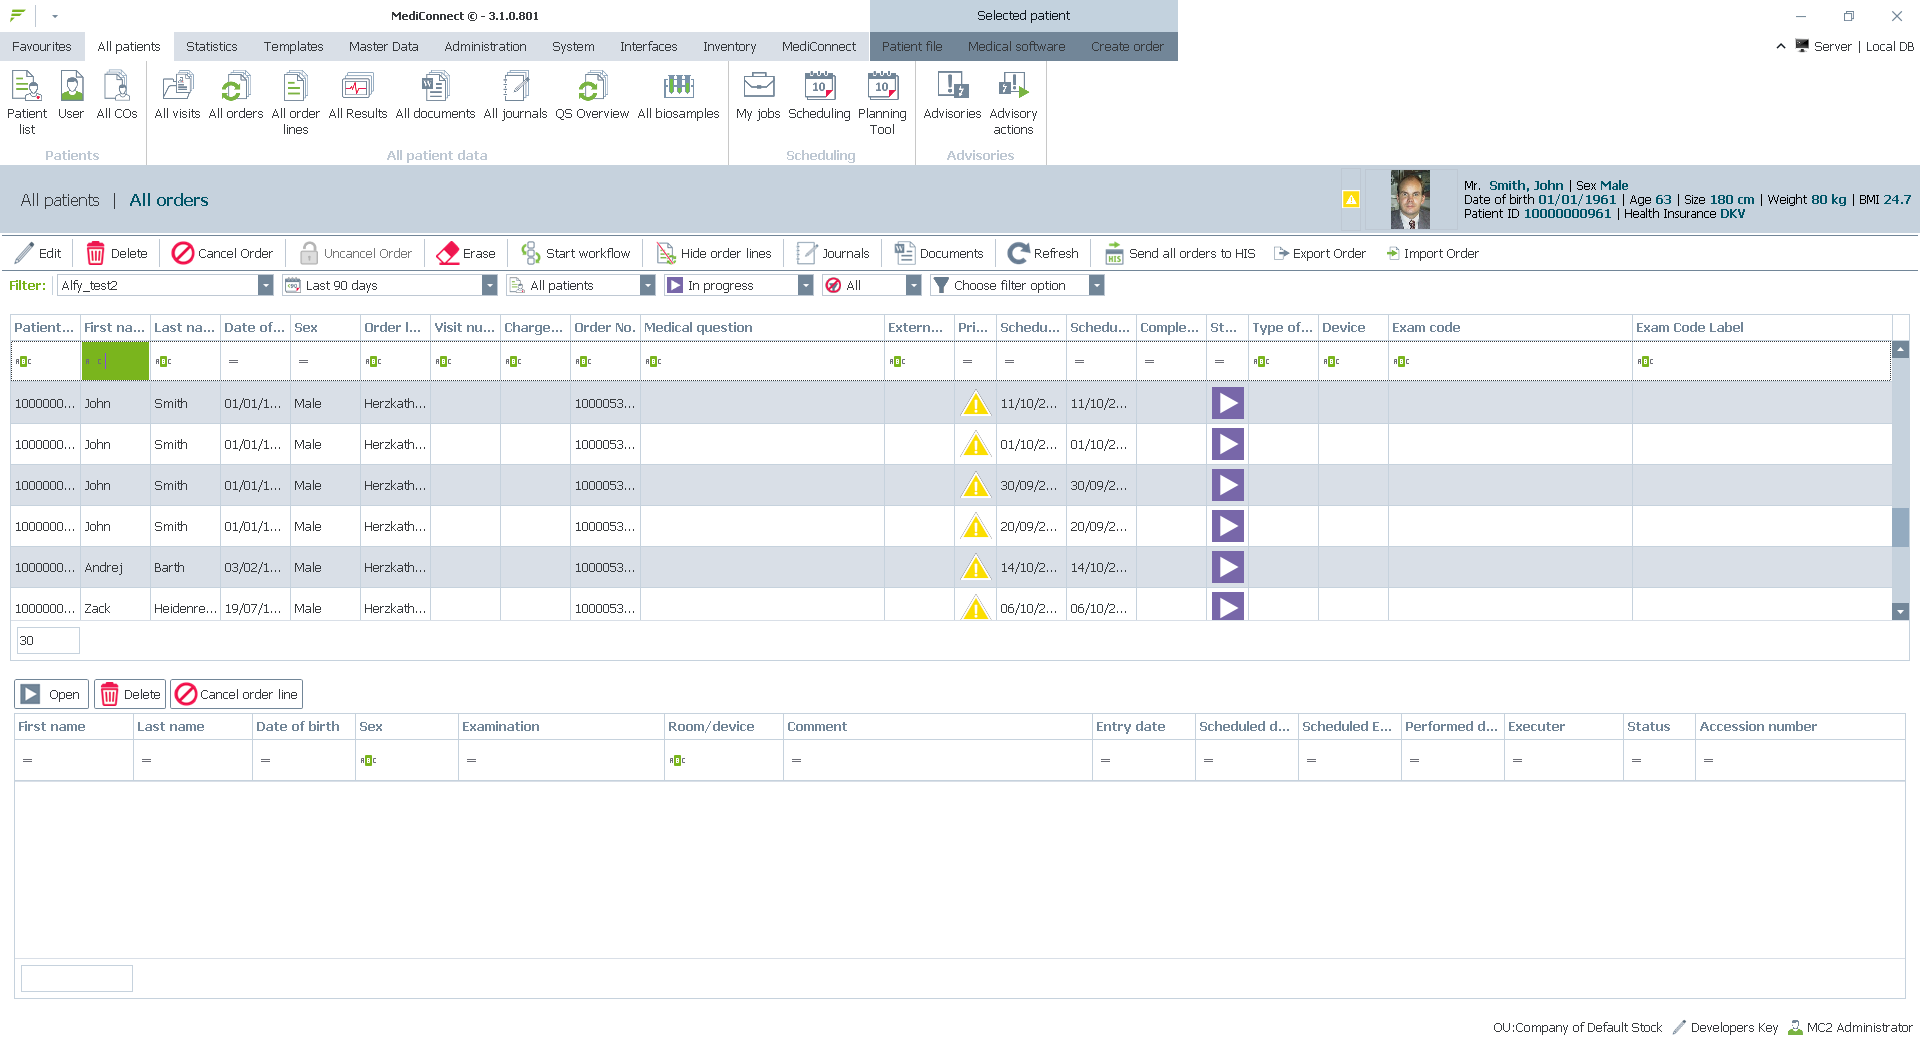 MediConnect © - 3.1.0.801
Selected patient
Favourites All patients Statistics Templates Master Data Administration System Interfaces Inventory MediConnect Patient file Medical software Create order
Server | Local DB
Patient list User All COs All visits All orders All order lines All Results All documents All journals QS Overview All biosamples My jobs Scheduling Planning Tool Advisories Advisory actions
Patients All patient data Scheduling Advisories
All patients | All orders
Mr. Smith, John | Sex Male
Date of birth 01/01/1961 | Age 63 | Size 180 cm | Weight 80 kg | BMI 24.7
Patient ID 10000000961 | Health Insurance DKV
Edit Delete Cancel Order Uncancel Order Erase Start workflow Hide order lines Journals Documents Refresh Send all orders to HIS Export Order Import Order
Filter: Alfy_test2 Last 90 days All patients In progress All Choose filter option
Patient... First na... Last na... Date of... Sex Order l... Visit nu... Charge... Order No. Medical question Extern... Pri... Schedu... Schedu... Comple... St... Type of... Device Exam code Exam Code Label
ABC ABC ABC = = ABC ABC ABC ABC ABC ABC = = = = = ABC ABC ABC ABC
1000000... John Smith 01/01/1... Male Herzkath... 1000053... 11/10/2... 11/10/2...
1000000... John Smith 01/01/1... Male Herzkath... 1000053... 01/10/2... 01/10/2...
1000000... John Smith 01/01/1... Male Herzkath... 1000053... 30/09/2... 30/09/2...
1000000... John Smith 01/01/1... Male Herzkath... 1000053... 20/09/2... 20/09/2...
1000000... Andrej Barth 03/02/1... Male Herzkath... 1000053... 14/10/2... 14/10/2...
1000000... Zack Heidenre... 19/07/1... Male Herzkath... 1000053... 06/10/2... 06/10/2...
30
Open Delete Cancel order line
First name Last name Date of birth Sex Examination Room/device Comment Entry date Scheduled d... Scheduled E... Performed d... Executer Status Accession number
= = = ABC = ABC = = = = = = = =
OU:Company of Default Stock Developers Key MC2 Administrator